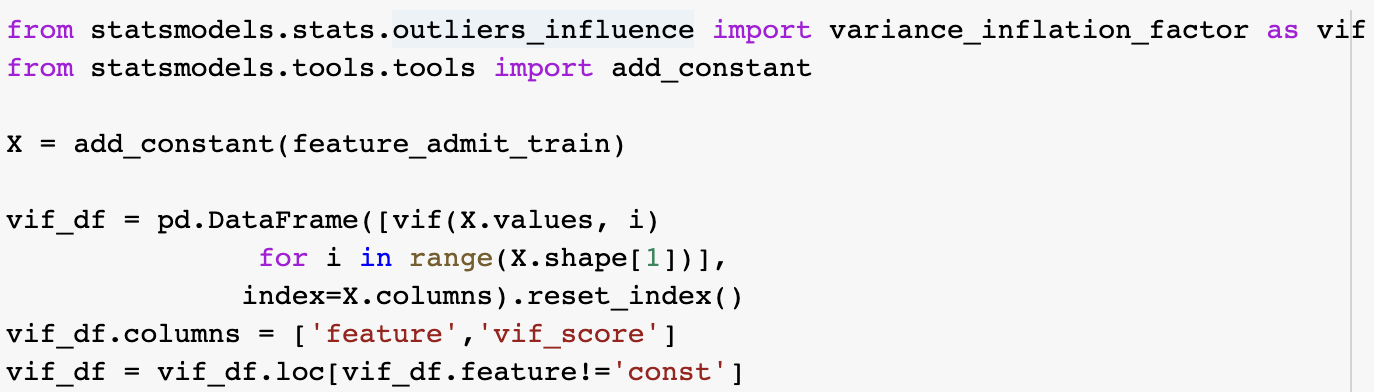 from statsmodels.stats.outliers_influence import variance_inflation_factor as vif
from statsmodels.tools.tools import add_constant

X = add_constant(feature_admit_train)

vif_df = pd.DataFrame([vif(X.values, i)
               for i in range(X.shape[1])],
              index=X.columns).reset_index()
vif_df.columns = ['feature','vif_score']
vif_df = vif_df.loc[vif_df.feature!='const']